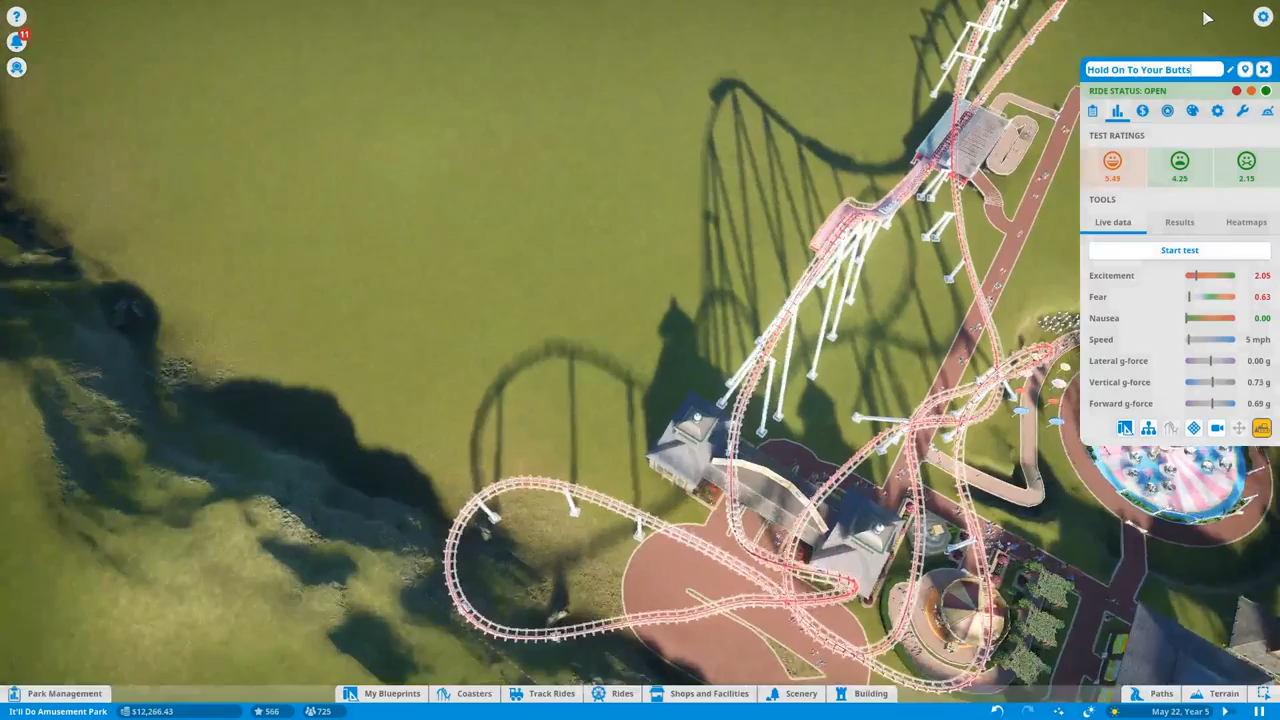 ?
11
Hold On To Your Butts
RIDE STATUS: OPEN
TEST RATINGS
5.49 4.25 2.15
TOOLS
Live data Results Heatmaps
Start test
Excitement 2.05
Fear 0.63
Nausea 0.00
Speed 5 mph
Lateral g-force 0.00 g
Vertical g-force 0.73 g
Forward g-force 0.69 g
Park Management My Blueprints Coasters Track Rides Rides Shops and Facilities Scenery Building Paths Terrain
It'll Do Amusement Park $12,266.43 566 725 May 22, Year 5